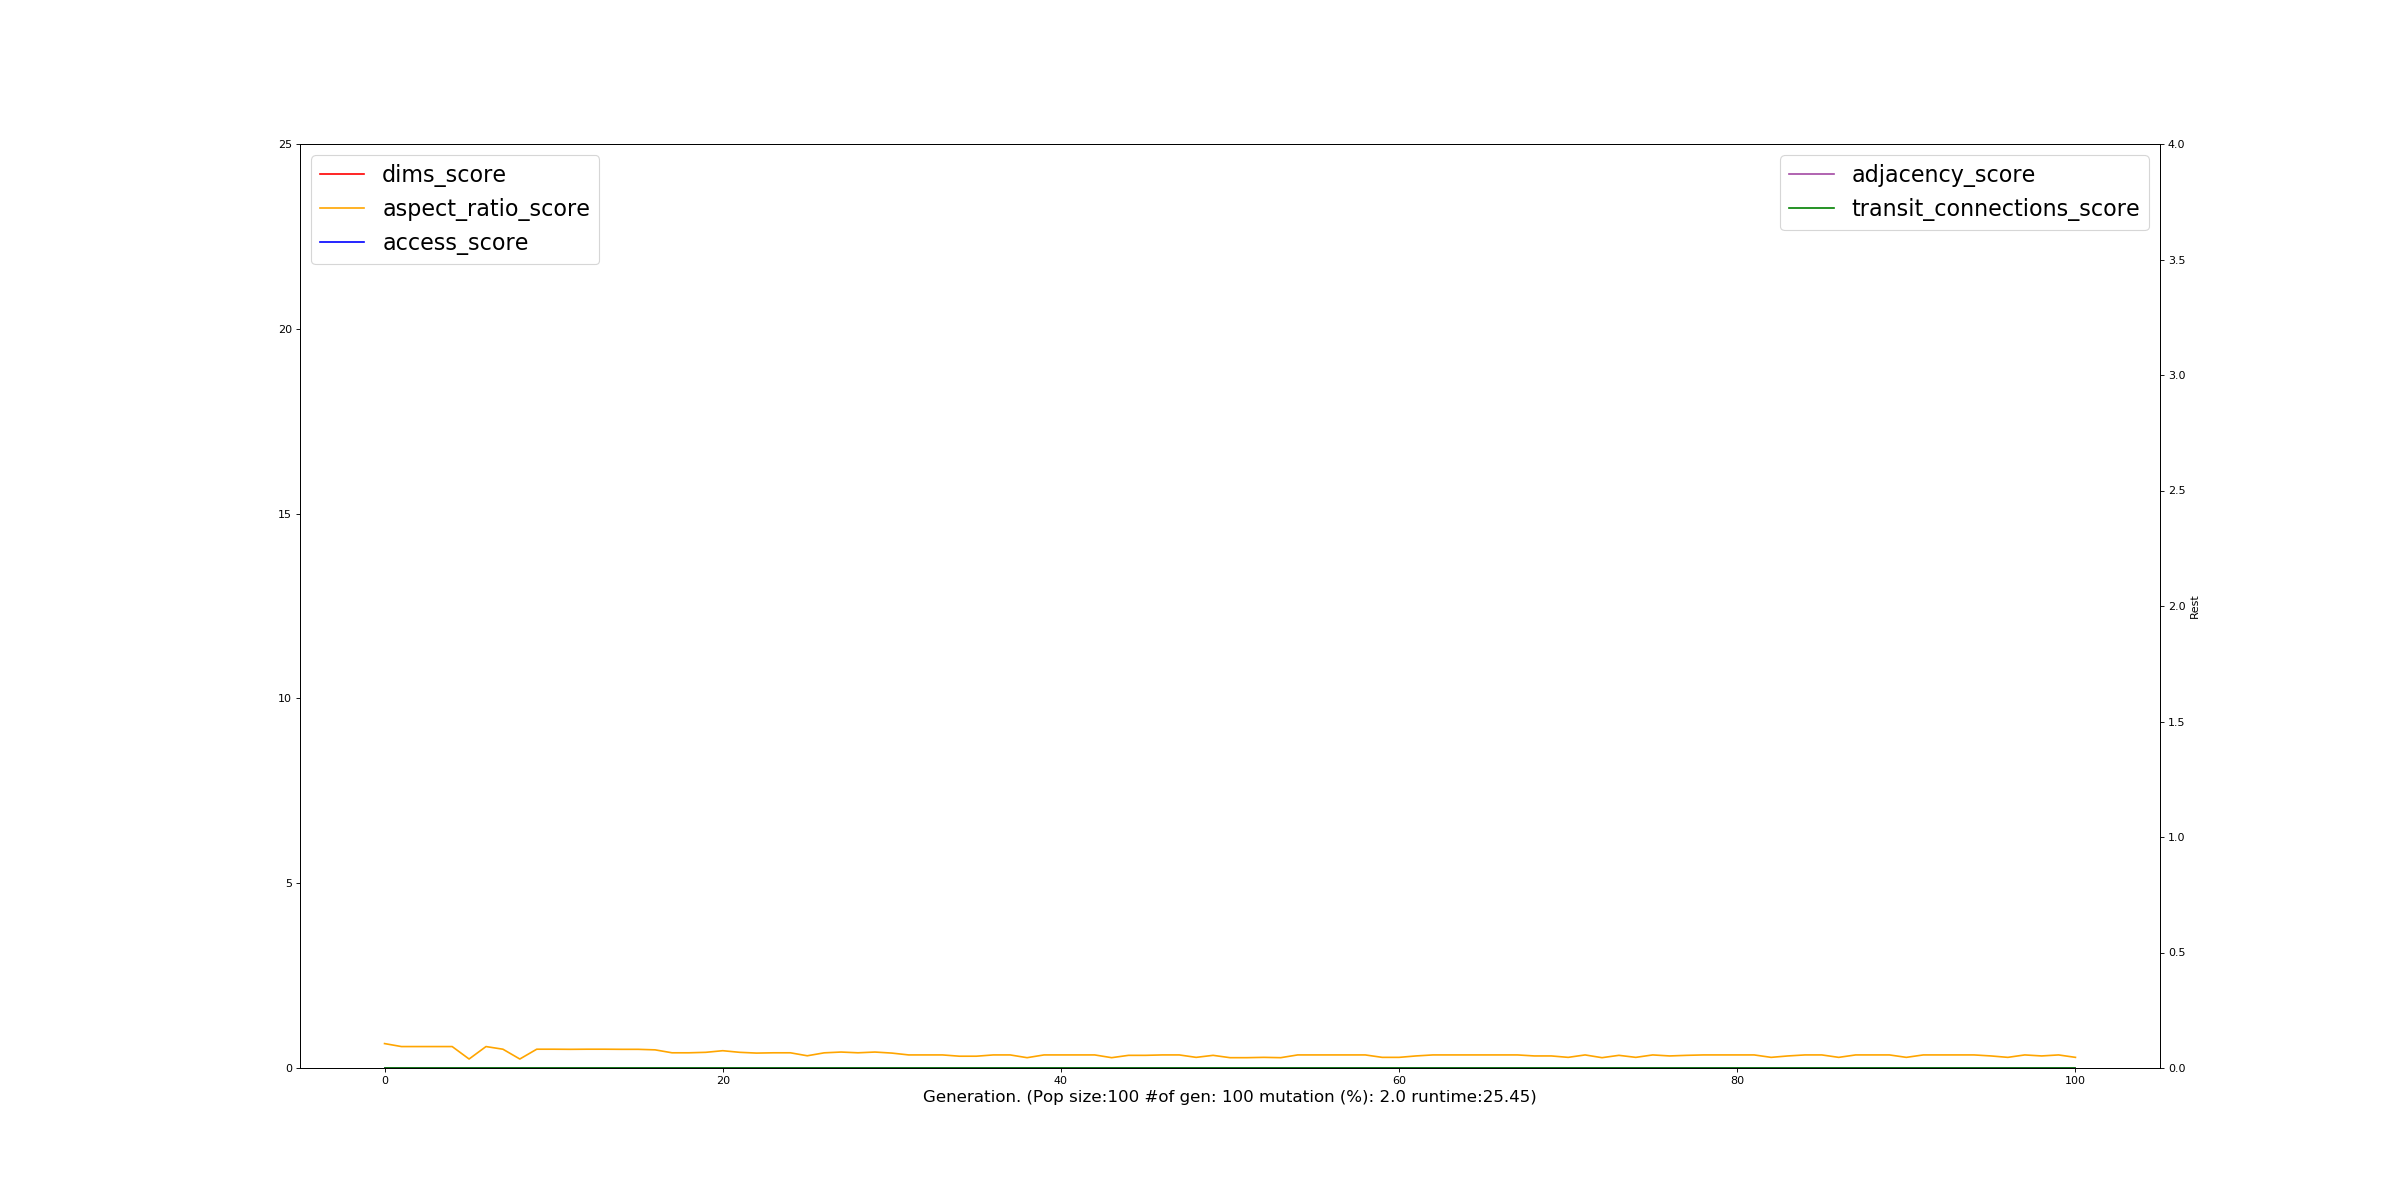 25
20
15
10
5
0
dims_score
aspect_ratio_score
access_score
adjacency_score
transit_connections_score
4.0
3.5
3.0
2.5
2.0
1.5
1.0
0.5
0.0
Rest
0 20 40 60 80 100
Generation. (Pop size:100 #of gen: 100 mutation (%): 2.0 runtime:25.45)